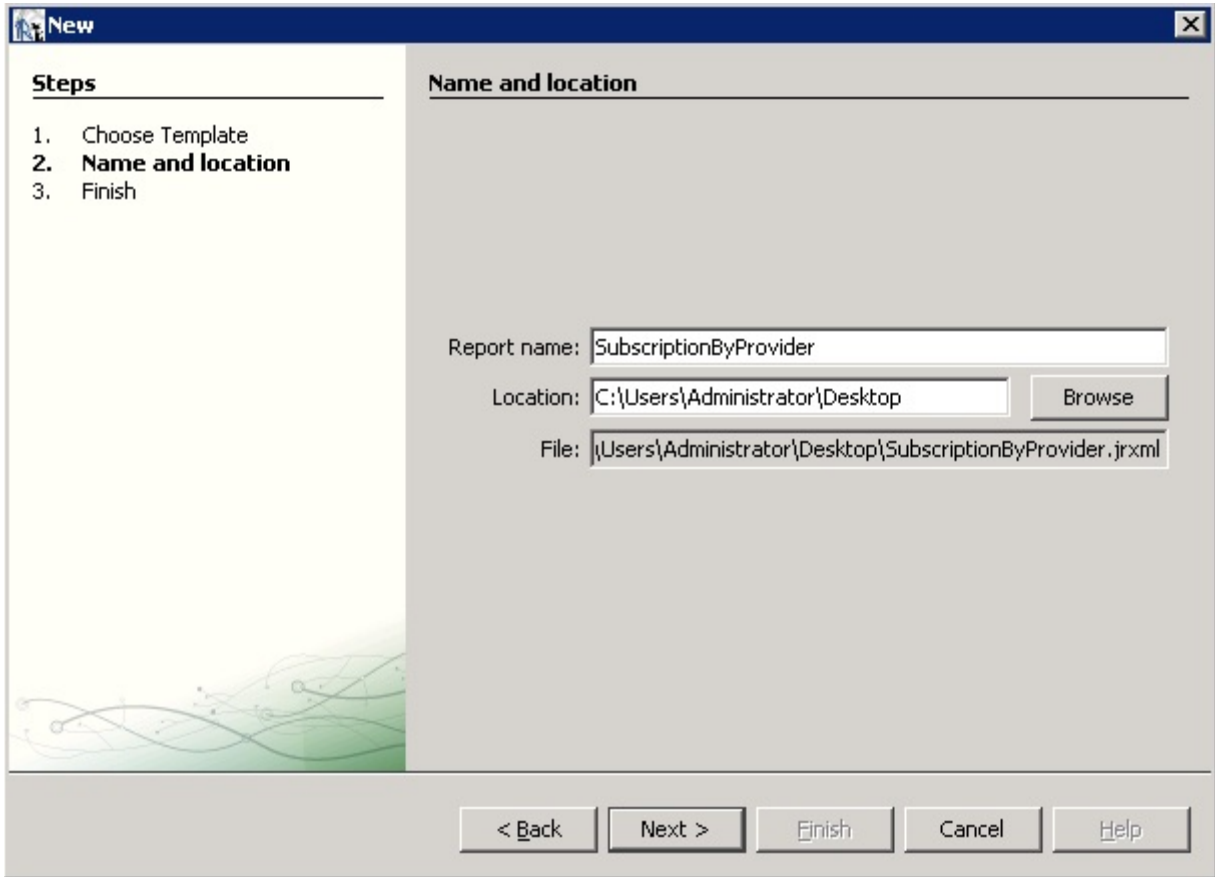 New
Steps
1. Choose Template
2. Name and location
3. Finish
Name and location
Report name: SubscriptionByProvider
Location: C:\Users\Administrator\Desktop Browse
File: \Users\Administrator\Desktop\SubscriptionByProvider.jrxml
< Back Next > Finish Cancel Help